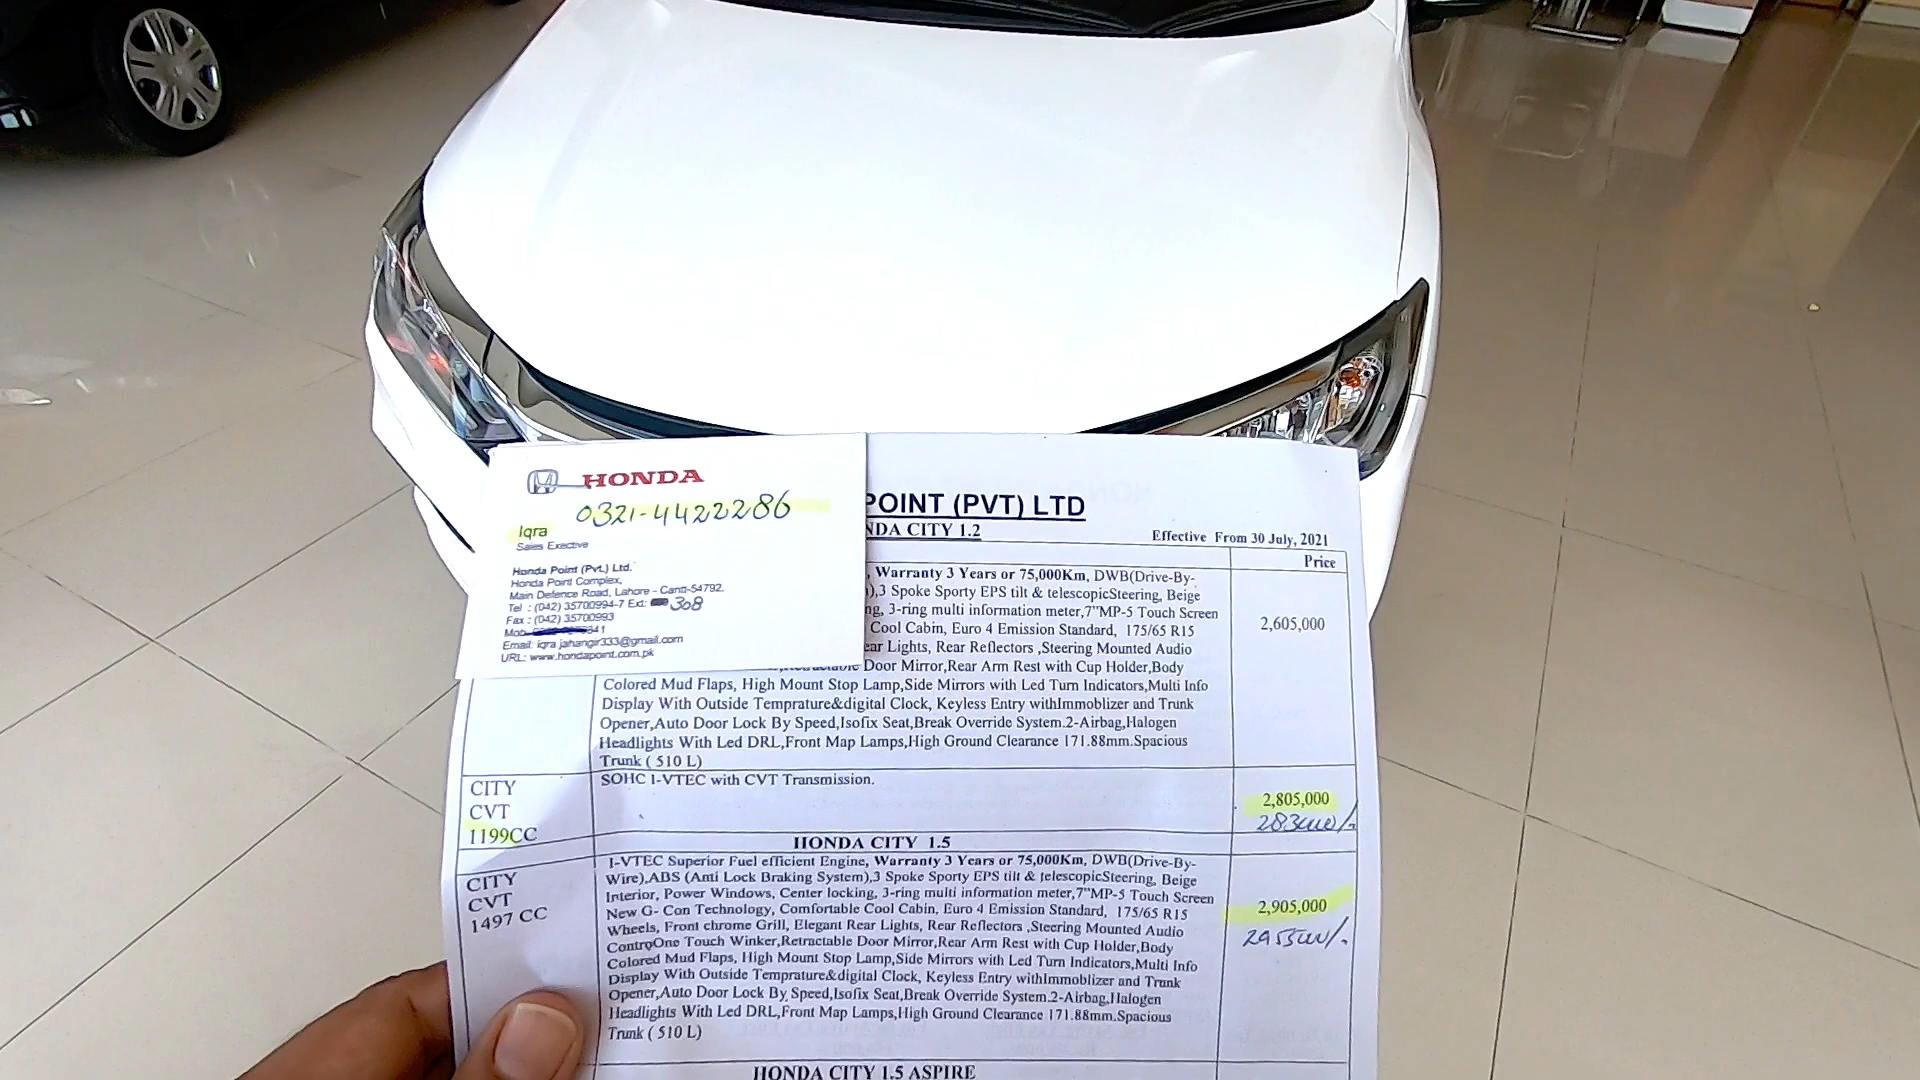 HONDA
0321-4422286
Iqra
Sales Exective
Honda Point (Pvt.) Ltd.
Honda Point Complex,
Main Defence Road, Lahore - Cantt-54792.
Tel : (042) 35700994-7 Ext: 308
Fax : (042) 35700993
Mob: 41
Email: iqra.jahangir333@gmail.com
URL: www.hondapoint.com.pk
POINT (PVT) LTD
NDA CITY 1.2
Effective From 30 July, 2021
Price
, Warranty 3 Years or 75,000Km, DWB(Drive-By-
),3 Spoke Sporty EPS tilt & telescopicSteering, Beige
ng, 3-ring multi information meter,7"MP-5 Touch Screen
Cool Cabin, Euro 4 Emission Standard, 175/65 R15
2,605,000
ear Lights, Rear Reflectors ,Steering Mounted Audio
Door Mirror,Rear Arm Rest with Cup Holder,Body
Colored Mud Flaps, High Mount Stop Lamp,Side Mirrors with Led Turn Indicators,Multi Info
Display With Outside Temprature&digital Clock, Keyless Entry withImmoblizer and Trunk
Opener,Auto Door Lock By Speed,Isofix Seat,Break Override System.2-Airbag,Halogen
Headlights With Led DRL,Front Map Lamps,High Ground Clearance 171.88mm.Spacious
Trunk ( 510 L)
CITY
CVT
1199CC
SOHC I-VTEC with CVT Transmission.
2,805,000
HONDA CITY 1.5
CITY
CVT
1497 CC
I-VTEC Superior Fuel efficient Engine, Warranty 3 Years or 75,000Km, DWB(Drive-By-
Wire),ABS (Anti Lock Braking System),3 Spoke Sporty EPS tilt & telescopicSteering, Beige
Interior, Power Windows, Center locking, 3-ring multi information meter,7"MP-5 Touch Screen
New G- Con Technology, Comfortable Cool Cabin, Euro 4 Emission Standard, 175/65 R15
Wheels, Front chrome Grill, Elegant Rear Lights, Rear Reflectors ,Steering Mounted Audio
ControOne Touch Winker,Retractable Door Mirror,Rear Arm Rest with Cup Holder,Body
Colored Mud Flaps, High Mount Stop Lamp,Side Mirrors with Led Turn Indicators,Multi Info
Display With Outside Temprature&digital Clock, Keyless Entry withImmoblizer and Trunk
Opener,Auto Door Lock By Speed,Isofix Seat,Break Override System.2-Airbag,Halogen
Headlights With Led DRL,Front Map Lamps,High Ground Clearance 171.88mm.Spacious
Trunk ( 510 L)
2,905,000
HONDA CITY 1.5 ASPIRE